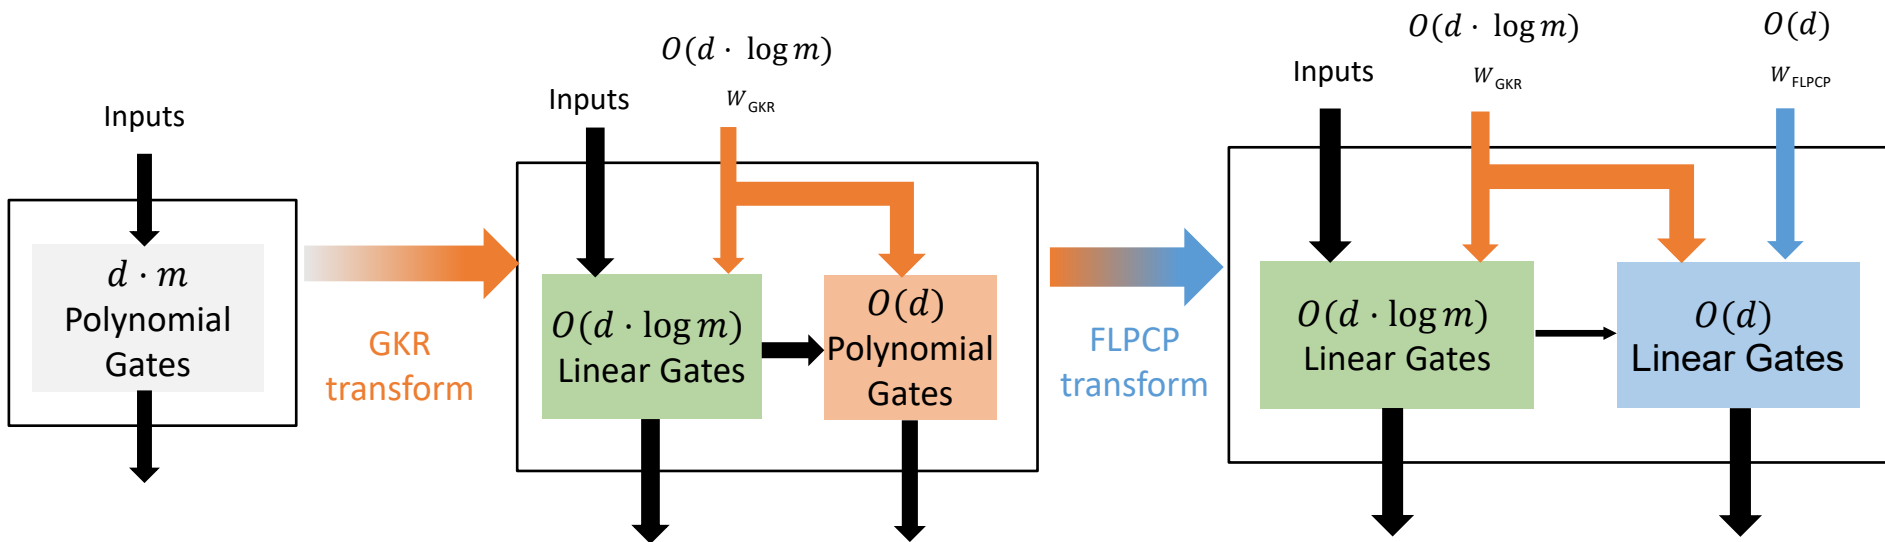 Inputs
d · m
Polynomial
Gates
GKR
transform
O(d · log m)
Inputs
W_GKR
O(d · log m)
Linear Gates
O(d)
Polynomial
Gates
FLPCP
transform
O(d · log m)
O(d)
Inputs
W_GKR
W_FLPCP
O(d · log m)
Linear Gates
O(d)
Linear Gates